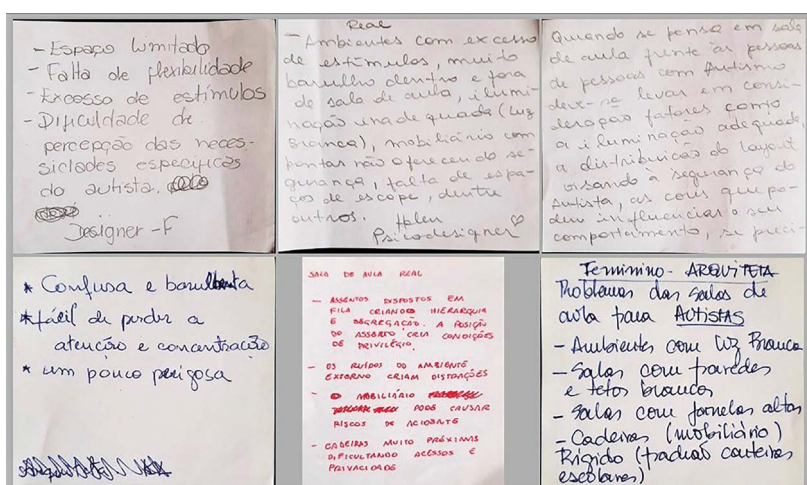 - Espaço Limitado
- Falta de flexibilidade
- Excesso de estímulos
- Dificuldade de
percepção das neces-
sidades específicas
do autista.
Designer - F
Real
- Ambientes com excesso
de estímulos, muito
barulho dentro e fora
de sala de aula, ilumi-
nação inadequada (Luz
Branca), mobiliário com
pontas não oferecendo se-
gurança, falta de espa-
ços de escape, dentre
outros. Helen
Psicodesigner
Quando se pensa em sala
de aula frente às pessoas
de pessoas com Autismo
deve-se levar em consi-
deração fatores como
a iluminação adequada,
a distribuição do layout
visando à segurança do
Autista, as cores que po-
dem influenciar o seu
comportamento, se preci-
* Confusa e barulhenta
* fácil de perder a
atenção e concentração
* um pouco perigosa
SALA DE AULA REAL
- ASSENTOS DISPOSTOS EM
FILA CRIANDO HIERARQUIA
E SEGREGAÇÃO. A POSIÇÃO
DO ASSENTO CRIA CONDIÇÕES
DE PRIVILÉGIO.
- OS RUÍDOS DO AMBIENTE
EXTERNO CRIAM DISTRAÇÕES
- O MOBILIÁRIO
PODE CAUSAR
RISCOS DE ACIDENTE
- CADEIRAS MUITO PRÓXIMAS
DIFICULTANDO ACESSOS E
PRIVACIDADE
Feminino - ARQUITETA
Problemas das salas de
aula para AUTISTAS
- Ambientes com Luz Branca
- Salas com paredes
e tetos brancos
- Salas com janelas altas
- Cadeiras (mobiliário)
Rígido (padrão carteiras
escolares)